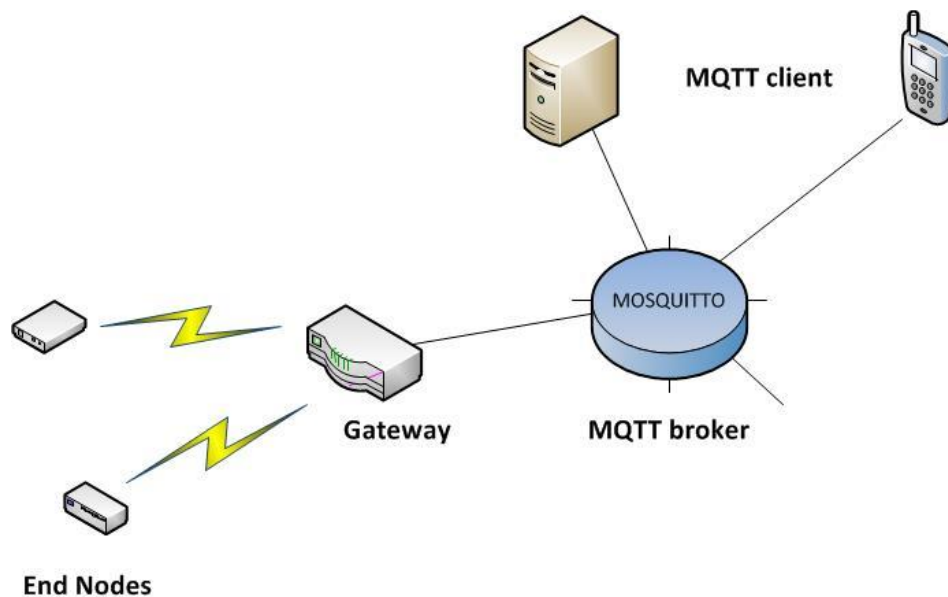 MQTT client
MOSQUITTO
Gateway
MQTT broker
End Nodes